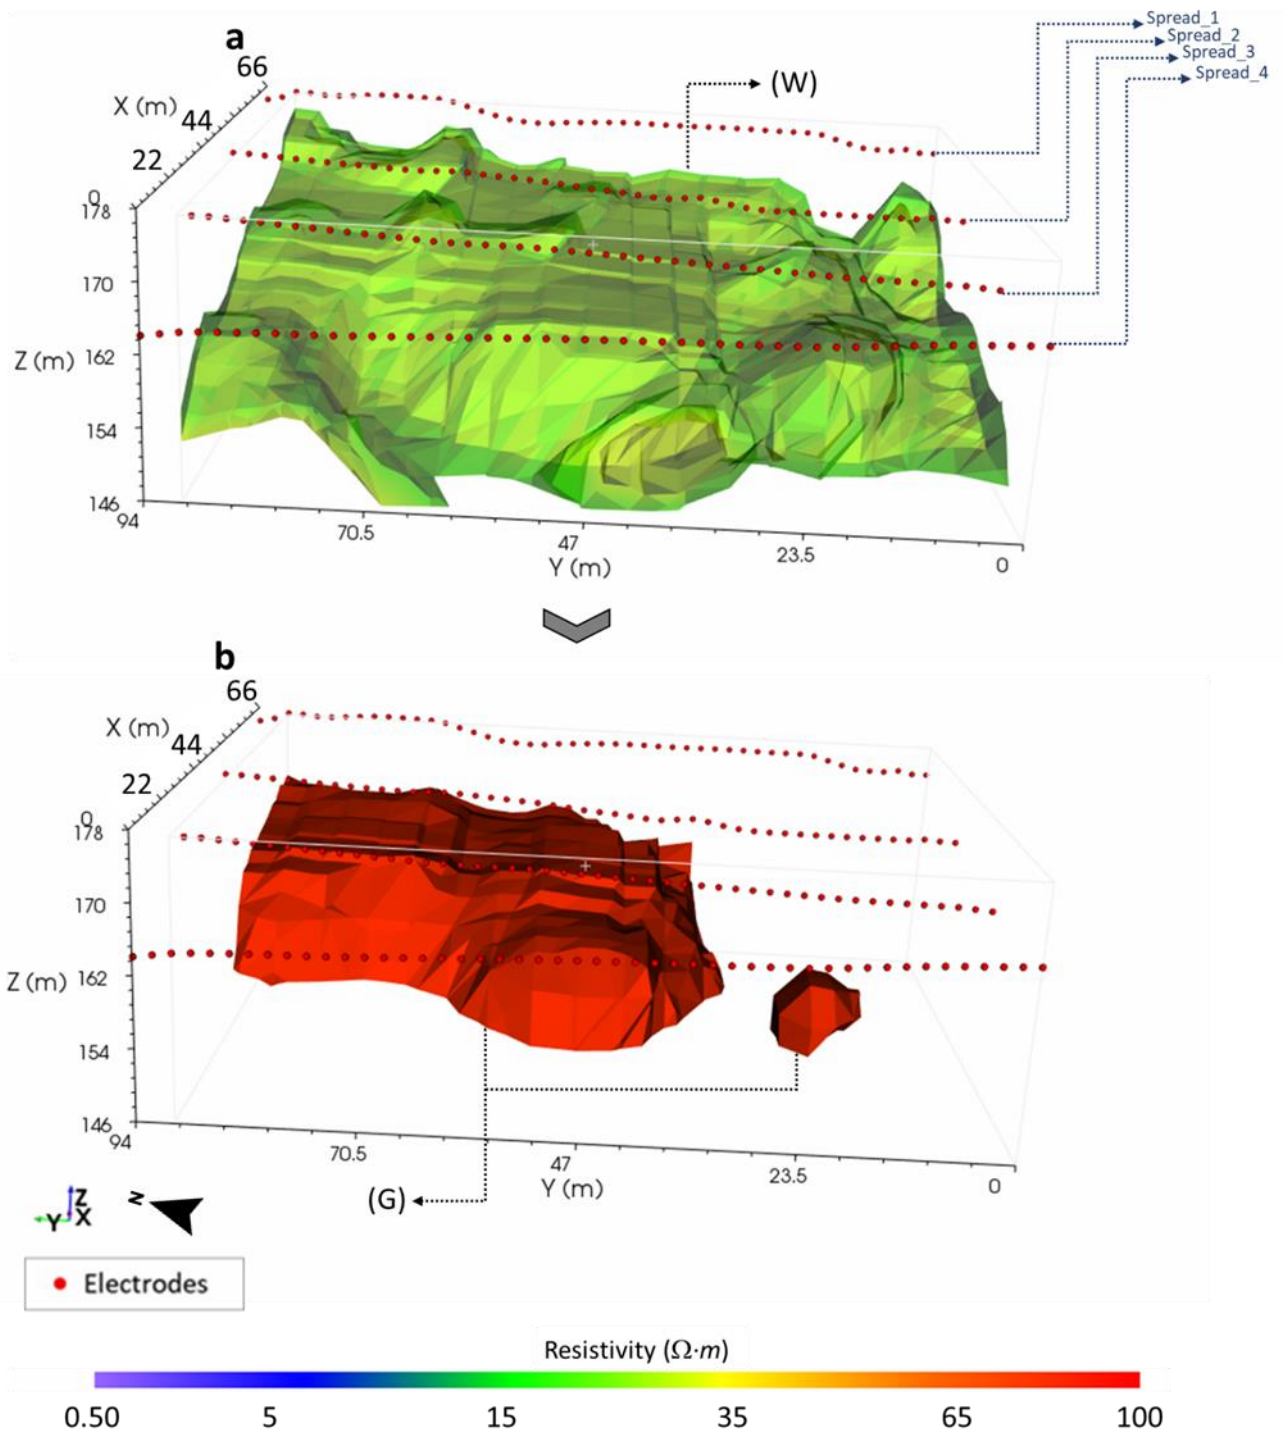 a
Spread_1
Spread_2
Spread_3
Spread_4
(W)
66
X (m)
44
22
0
178
170
Z (m)
162
154
146
94
70.5
47
23.5
0
Y (m)
b
66
X (m)
44
22
0
178
170
Z (m)
162
154
146
94
70.5
47
23.5
0
Y (m)
(G)
Z
Y
X
N
Electrodes
Resistivity (Ω·m)
0.50 5 15 35 65 100